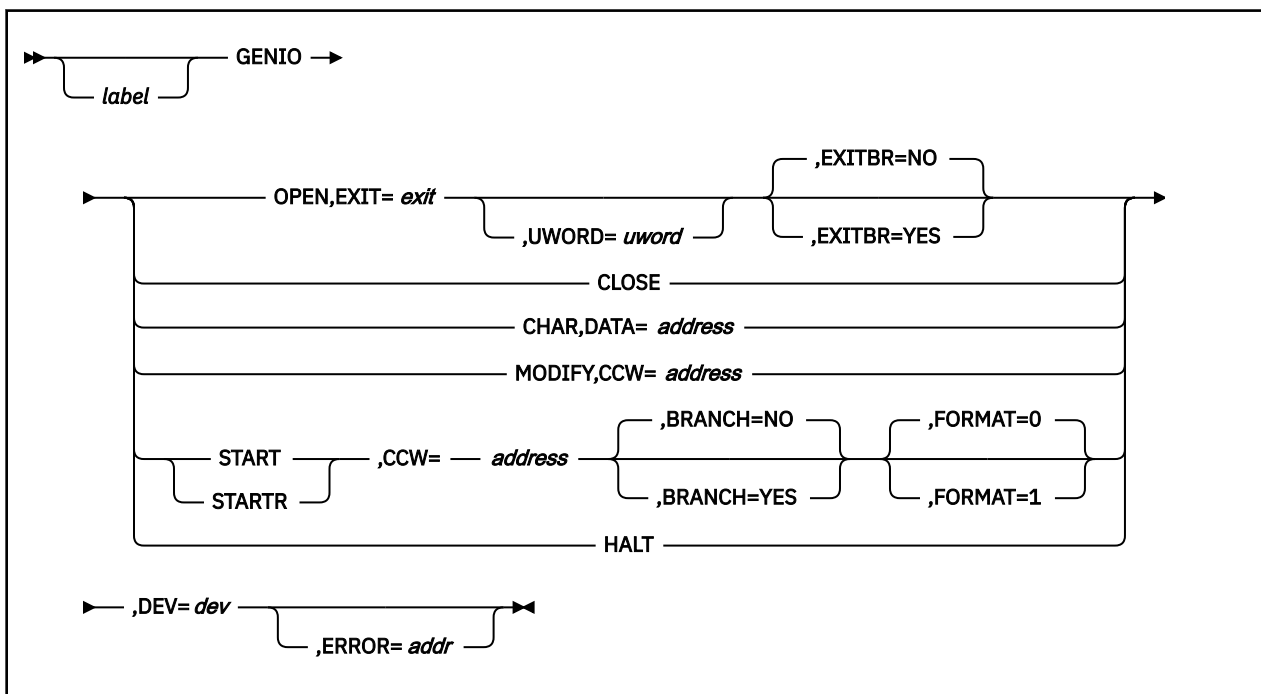 GENIO
label
,EXITBR=NO
OPEN,EXIT= exit
,UWORD= uword
,EXITBR=YES
CLOSE
CHAR,DATA= address
MODIFY,CCW= address
,BRANCH=NO ,FORMAT=0
START ,CCW= address
STARTR ,BRANCH=YES ,FORMAT=1
HALT
,DEV= dev
,ERROR= addr